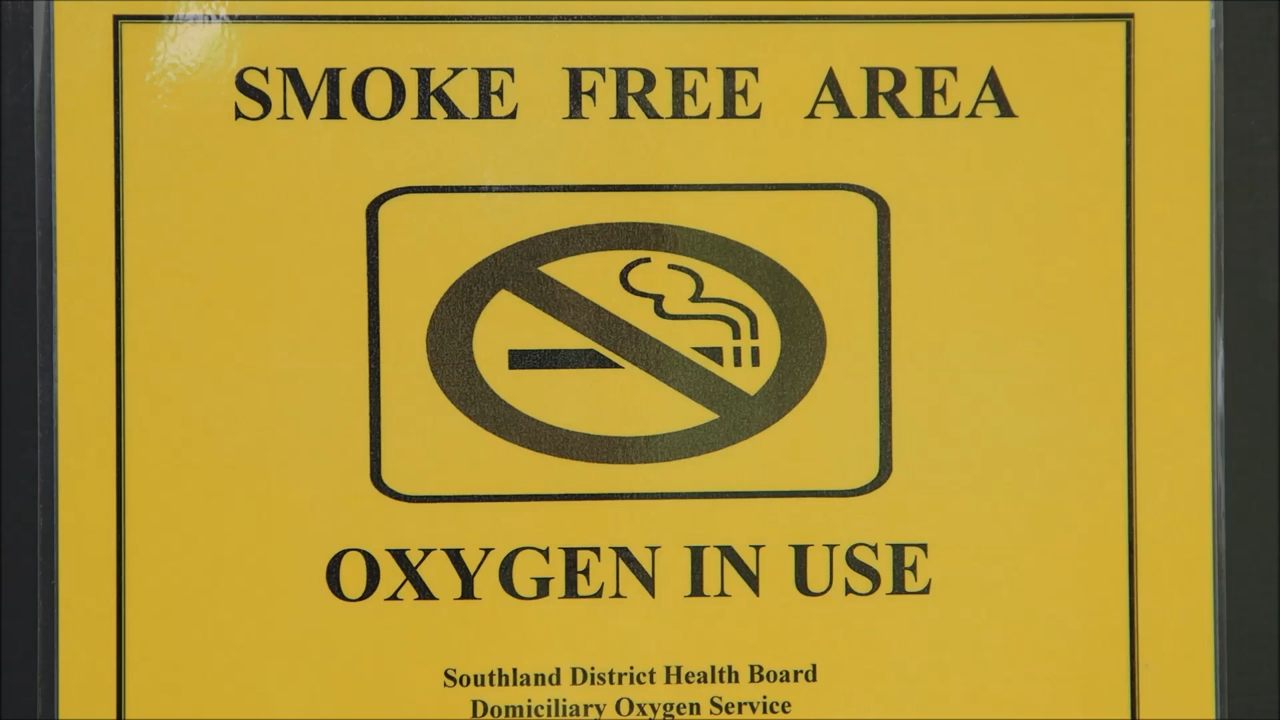 SMOKE FREE AREA
OXYGEN IN USE
Southland District Health Board
Domiciliary Oxygen Service